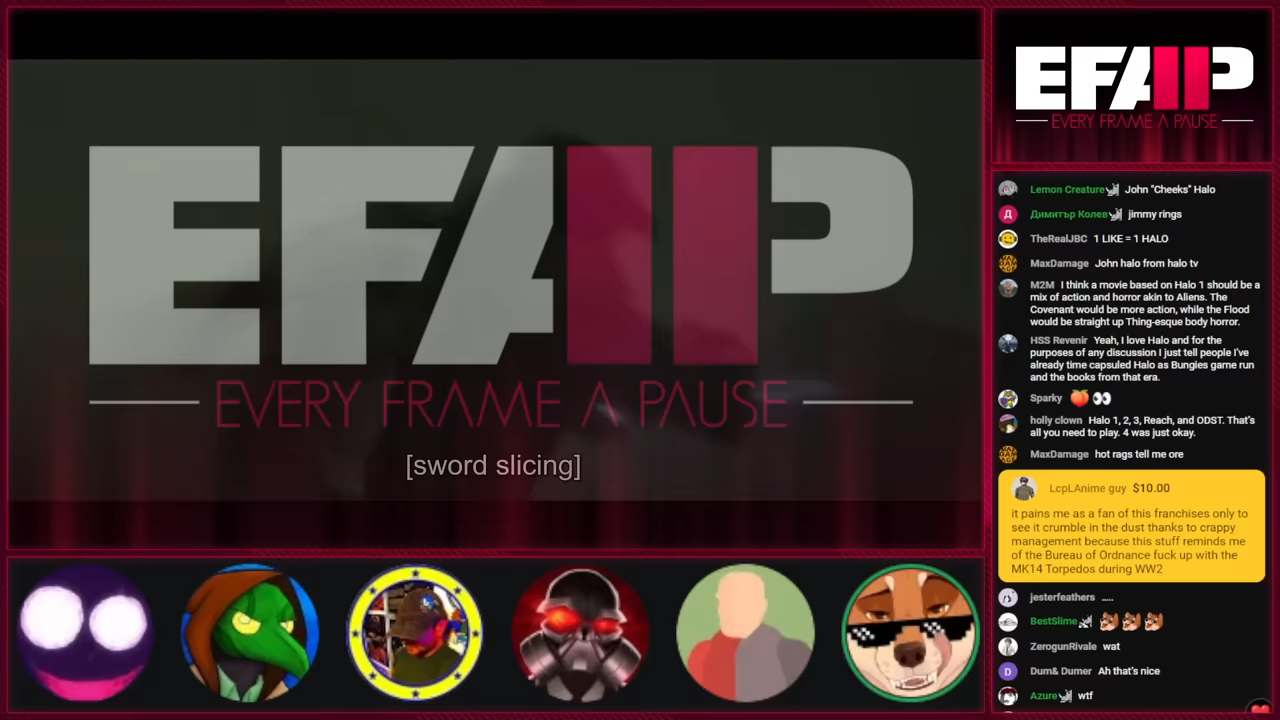 EFAP
EVERY FRAME A PAUSE
[sword slicing]
EFAP
EVERY FRAME A PAUSE
Lemon Creature John "Cheeks" Halo
Димитър Колев jimmy rings
TheRealJBC 1 LIKE = 1 HALO
MaxDamage John halo from halo tv
M2M I think a movie based on Halo 1 should be a
mix of action and horror akin to Aliens. The
Covenant would be more action, while the Flood
would be straight up Thing-esque body horror.
HSS Revenir Yeah, I love Halo and for the
purposes of any discussion I just tell people I've
already time capsuled Halo as Bungies game run
and the books from that era.
Sparky 🍑 👀
holly clown Halo 1, 2, 3, Reach, and ODST. That's
all you need to play. 4 was just okay.
MaxDamage hot rags tell me ore
LcpLAnime guy $10.00
it pains me as a fan of this franchises only to
see it crumble in the dust thanks to crappy
management because this stuff reminds me
of the Bureau of Ordnance fuck up with the
MK14 Torpedos during WW2
Д
jesterfeathers .....
BestSlime
ZerogunRivale wat
D Dum& Dumer Ah that's nice
Azure wtf